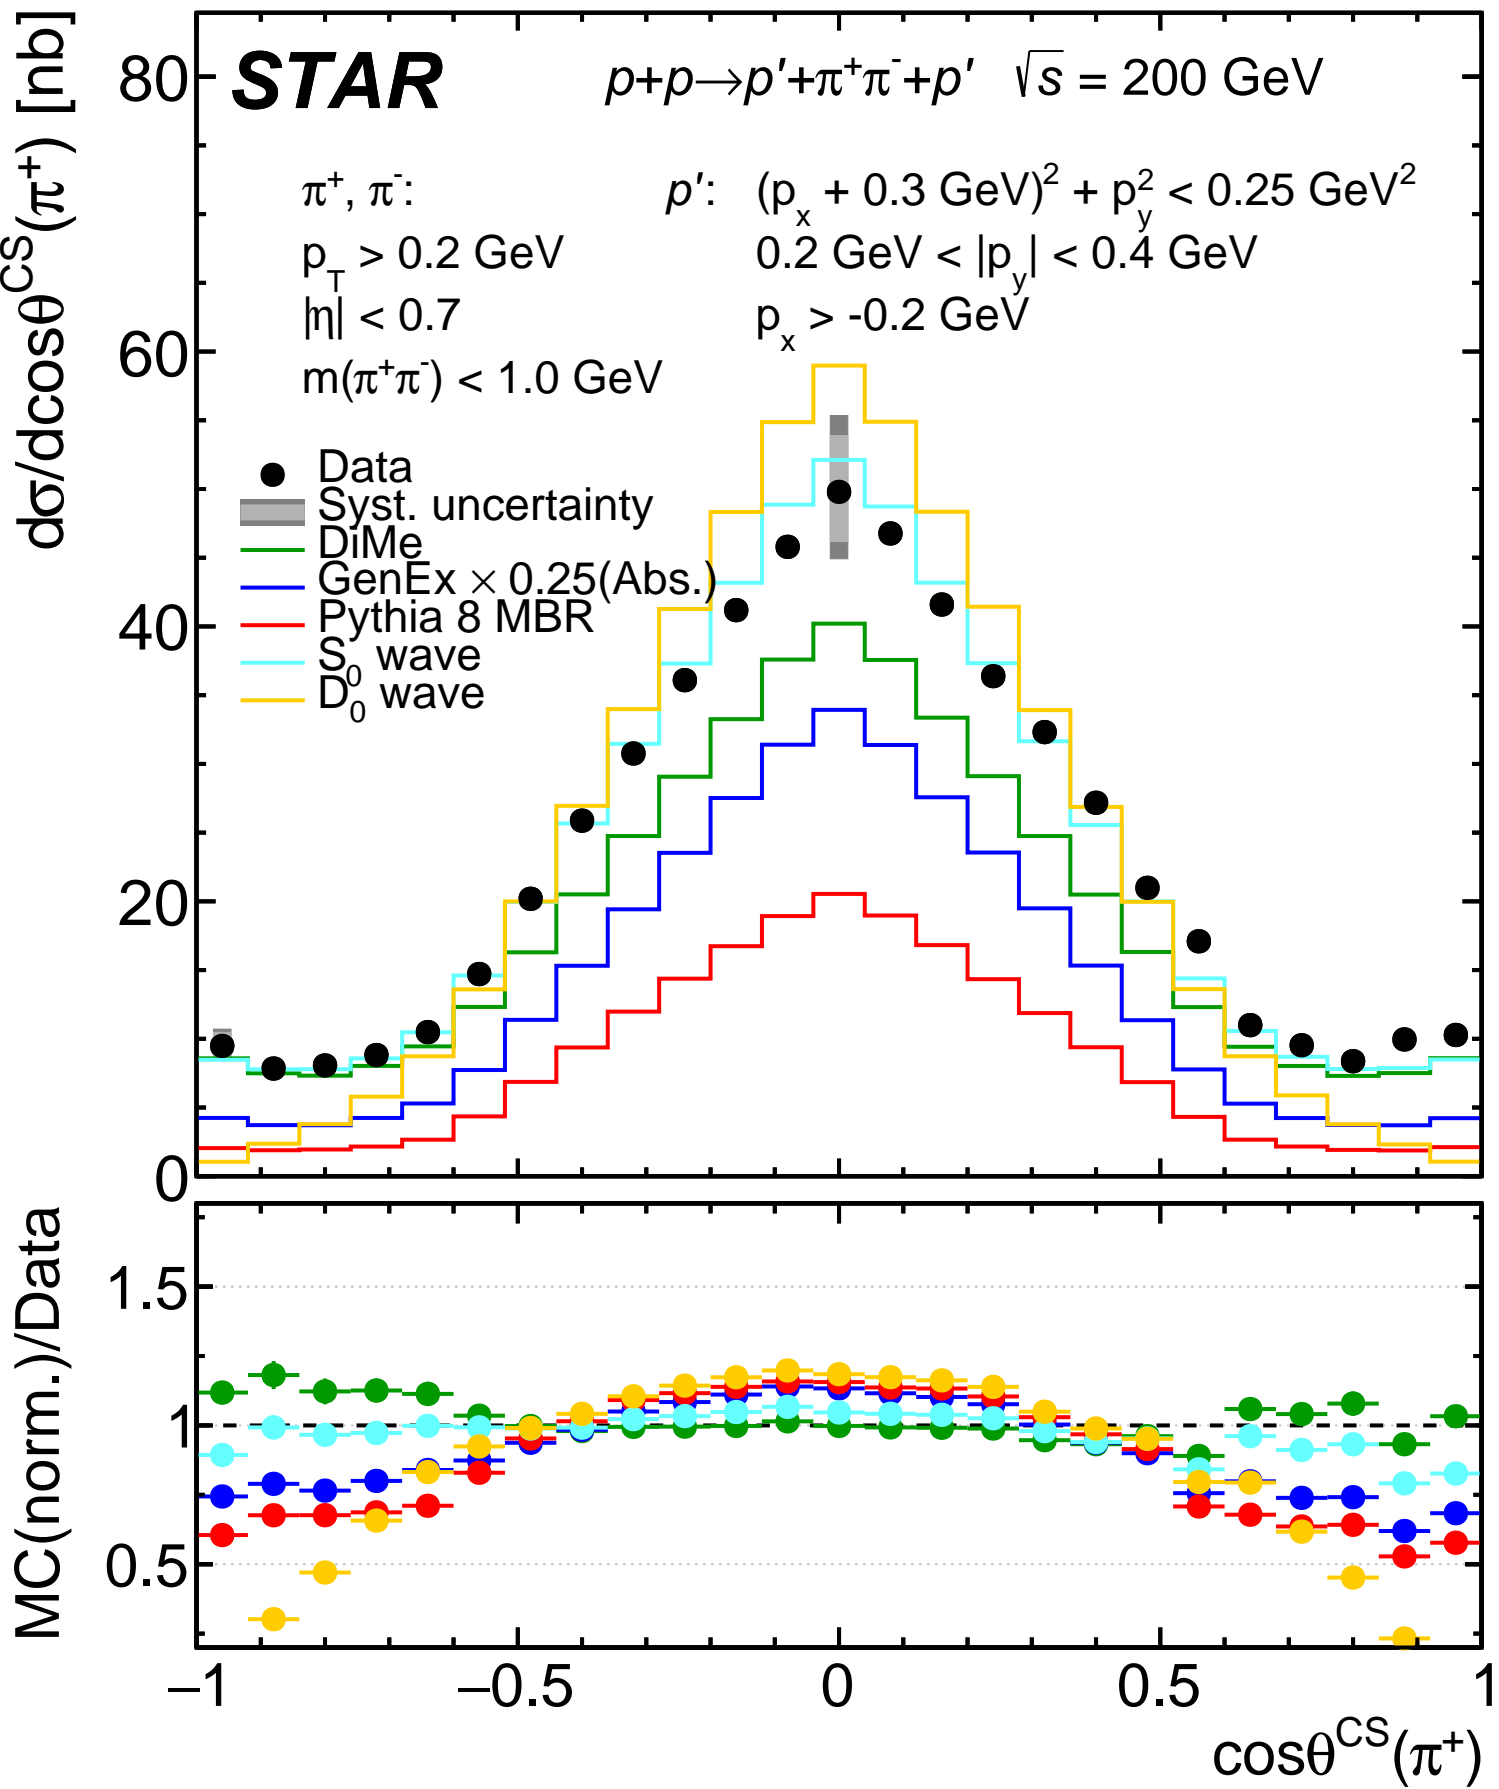 dσ/dcosθ^CS(π⁺) [nb]
80
60
40
20
0
STAR
p+p→p′+π⁺π⁻+p′ √s = 200 GeV
π⁺, π⁻:
p_T > 0.2 GeV
|η| < 0.7
m(π⁺π⁻) < 1.0 GeV
p′: (p_x + 0.3 GeV)² + p_y² < 0.25 GeV²
0.2 GeV < |p_y| < 0.4 GeV
p_x > -0.2 GeV
Data
Syst. uncertainty
DiMe
GenEx × 0.25(Abs.)
Pythia 8 MBR
S₀ wave
D₀ wave
MC(norm.)/Data
1.5
1
0.5
−1 −0.5 0 0.5 1
cosθ^CS(π⁺)